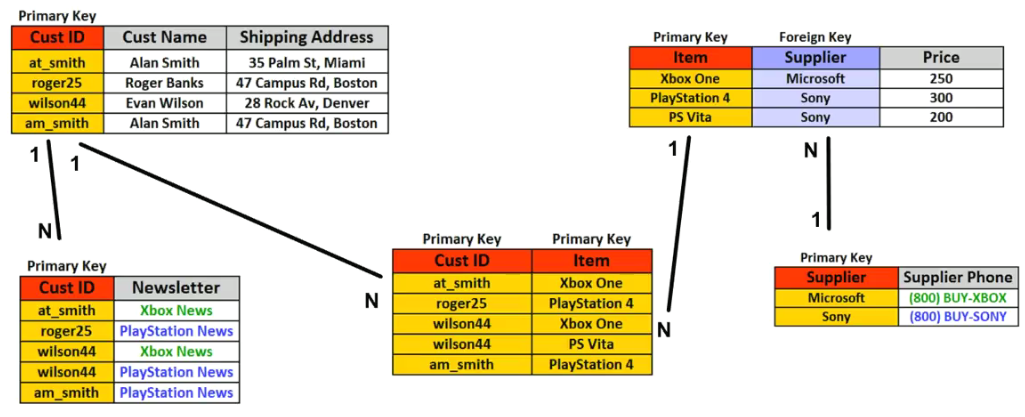 Primary Key
Cust ID Cust Name Shipping Address
at_smith Alan Smith 35 Palm St, Miami
roger25 Roger Banks 47 Campus Rd, Boston
wilson44 Evan Wilson 28 Rock Av, Denver
am_smith Alan Smith 47 Campus Rd, Boston
Primary Key Foreign Key
Item Supplier Price
Xbox One Microsoft 250
PlayStation 4 Sony 300
PS Vita Sony 200
1 1
N
N
1
N
N
1
Primary Key
Cust ID Newsletter
at_smith Xbox News
roger25 PlayStation News
wilson44 Xbox News
wilson44 PlayStation News
am_smith PlayStation News
Primary Key Primary Key
Cust ID Item
at_smith Xbox One
roger25 PlayStation 4
wilson44 Xbox One
wilson44 PS Vita
am_smith PlayStation 4
Primary Key
Supplier Supplier Phone
Microsoft (800) BUY-XBOX
Sony (800) BUY-SONY